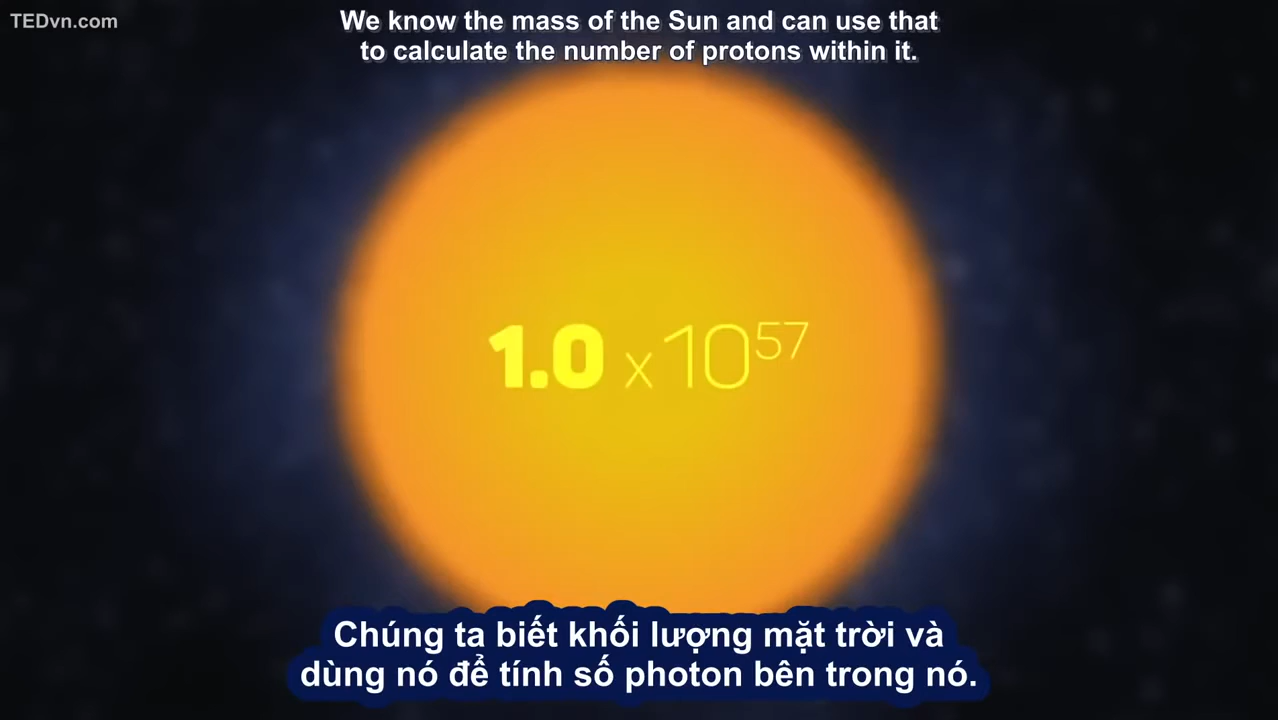 TEDvn.com
We know the mass of the Sun and can use that
to calculate the number of protons within it.
1.0 x 10⁵⁷
Chúng ta biết khối lượng mặt trời và
dùng nó để tính số photon bên trong nó.